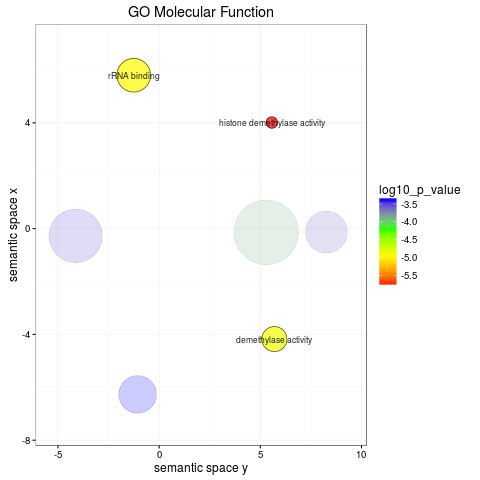 GO Molecular Function
rRNA binding
histone demethylase activity
demethylase activity
4
0
-4
-8
-5
0
5
10
semantic space x
semantic space y
log10_p_value
-3.5
-4.0
-4.5
-5.0
-5.5